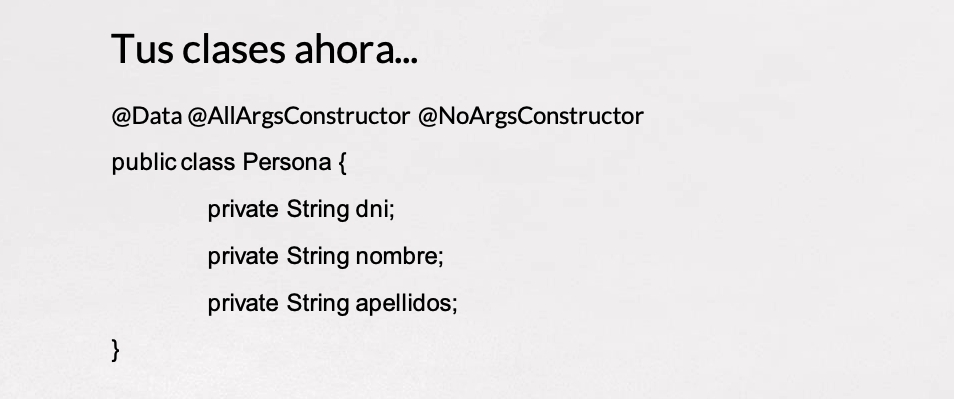 Tus clases ahora...
@Data @AllArgsConstructor @NoArgsConstructor
public class Persona {
private String dni;
private String nombre;
private String apellidos;
}